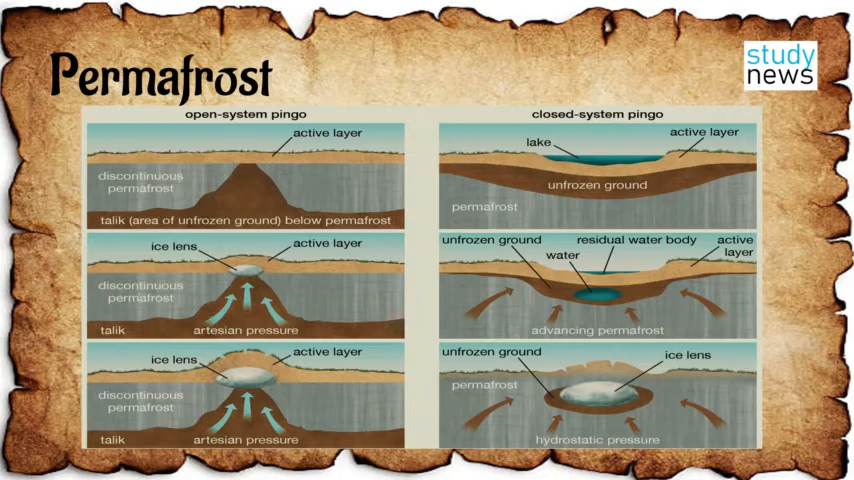 Permafrost
study
news
open-system pingo
active layer
discontinuous
permafrost
talik (area of unfrozen ground) below permafrost
ice lens
active layer
discontinuous
permafrost
talik
artesian pressure
ice lens
active layer
discontinuous
permafrost
talik
artesian pressure
closed-system pingo
lake
active layer
unfrozen ground
permafrost
unfrozen ground
residual water body
active
layer
water
advancing permafrost
unfrozen ground
ice lens
permafrost
hydrostatic pressure